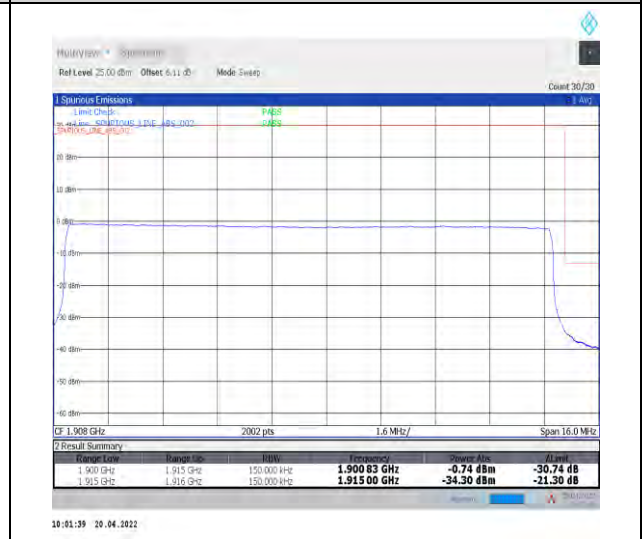 MultiView Spectrum
Ref Level 25.00 dBm Offset 6.11 dB Mode Sweep
Count 30/30
1 Spurious Emissions 1 Avg
Limit Check PASS
Line _SPURIOUS_LINE_ABS_002 PASS
_SPURIOUS_LINE_ABS_002
20 dBm
10 dBm
0 dBm
-10 dBm
-20 dBm
-30 dBm
-40 dBm
-50 dBm
-60 dBm
CF 1.908 GHz 2002 pts 1.6 MHz/ Span 16.0 MHz
2 Result Summary
Range Low Range Up RBW Frequency Power Abs ΔLimit
1.900 GHz 1.915 GHz 150.000 kHz 1.900 83 GHz -0.74 dBm -30.74 dB
1.915 GHz 1.916 GHz 150.000 kHz 1.915 00 GHz -34.30 dBm -21.30 dB
10:01:39 20.04.2022